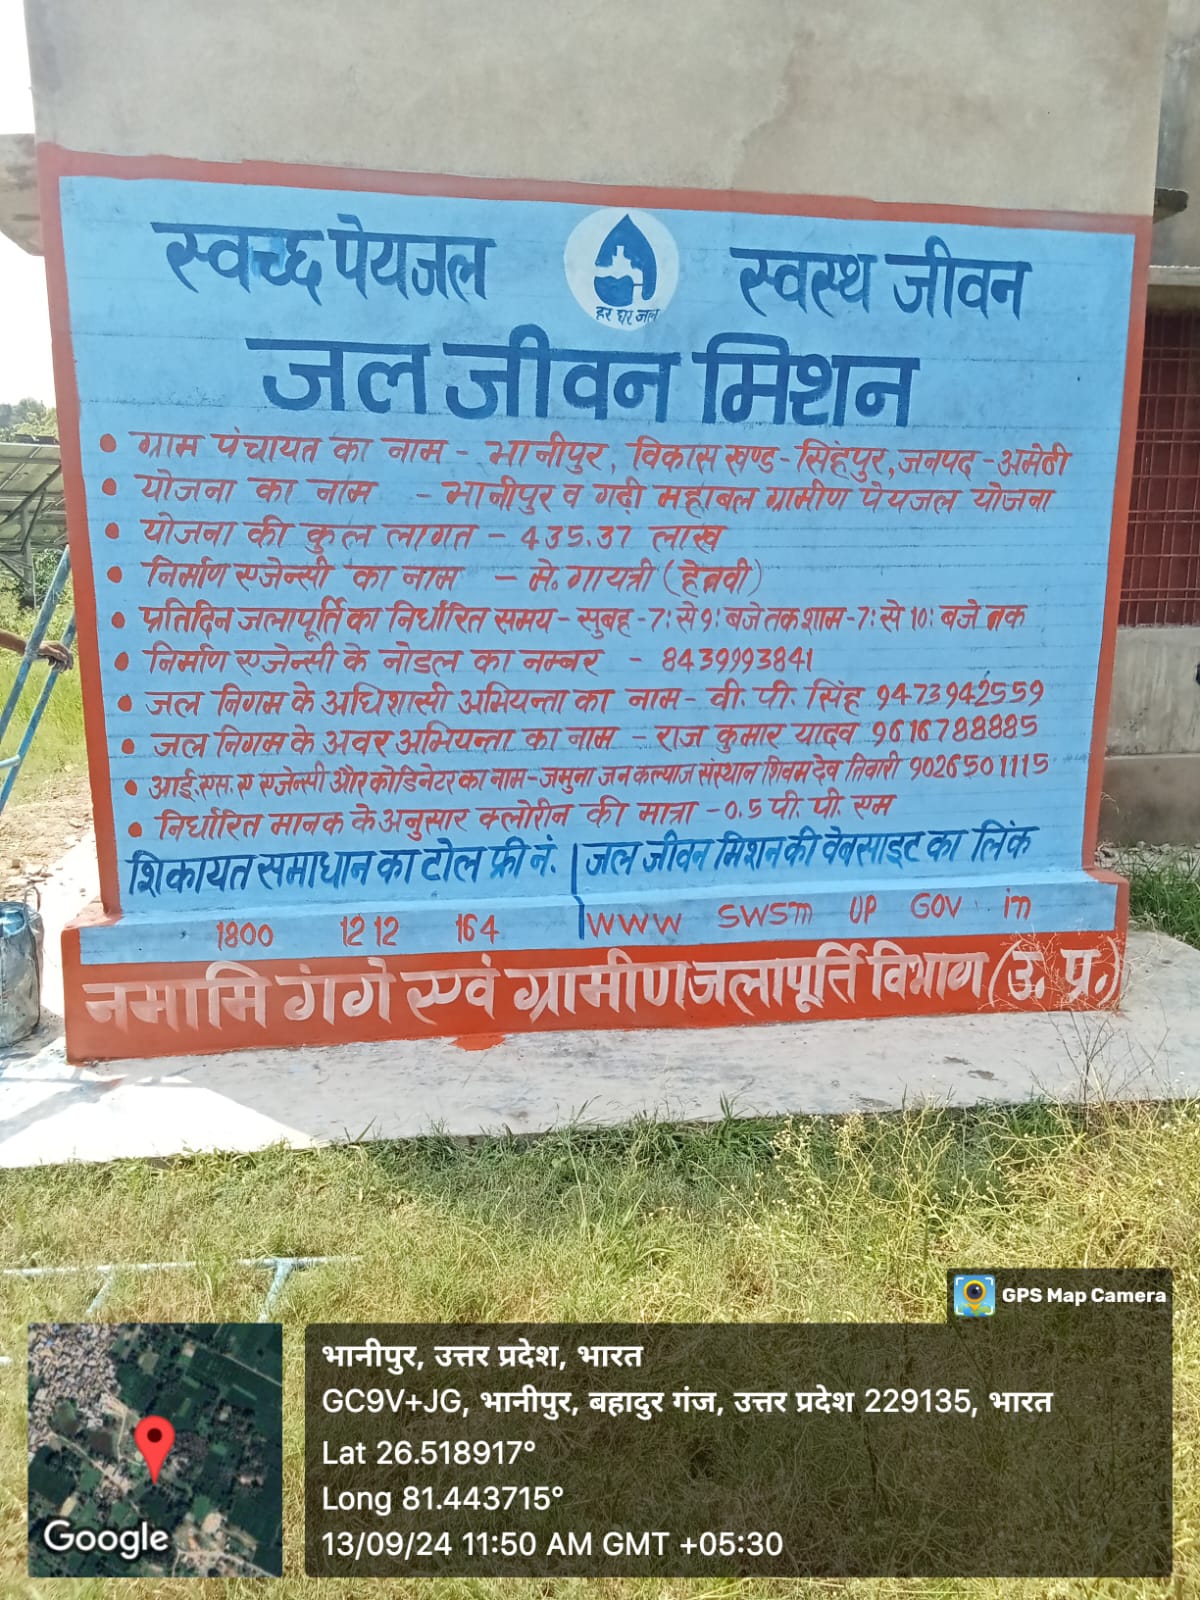 स्वच्छ पेयजल
हर घर जल
स्वस्थ जीवन
जल जीवन मिशन
• ग्राम पंचायत का नाम - भानीपुर, विकास खण्ड - सिंहपुर, जनपद - अमेठी
• योजना का नाम - भानीपुर व गढ़ी महाबल ग्रामीण पेयजल योजना
• योजना की कुल लागत - 435.37 लाख
• निर्माण एजेन्सी का नाम - मे. गायत्री (हेत्रवी)
• प्रतिदिन जलापूर्ति का निर्धारित समय - सुबह - 7: से 9: बजे तक शाम - 7: से 10: बजे तक
• निर्माण एजेन्सी के नोडल का नम्बर - 8439993841
• जल निगम के अधिशासी अभियन्ता का नाम - वी. पी. सिंह 9473942559
• जल निगम के अवर अभियन्ता का नाम - राज कुमार यादव 9616788885
• आई.एस.ए एजेन्सी और कोडिनेटर का नाम - जमुना जन कल्याज संस्थान शिवम देव तिवारी 9026501115
• निर्धारित मानक के अनुसार क्लोरीन की मात्रा - 0.5 पी. पी. एम
शिकायत समाधान का टोल फ्री नं. | जल जीवन मिशन की वेबसाइट का लिंक
1800 1212 164 | WWW SWSM UP GOV in
नमामि गंगे एवं ग्रामीण जलापूर्ति विभाग (उ. प्र.)
GPS Map Camera
भानीपुर, उत्तर प्रदेश, भारत
GC9V+JG, भानीपुर, बहादुर गंज, उत्तर प्रदेश 229135, भारत
Lat 26.518917°
Long 81.443715°
13/09/24 11:50 AM GMT +05:30
Google